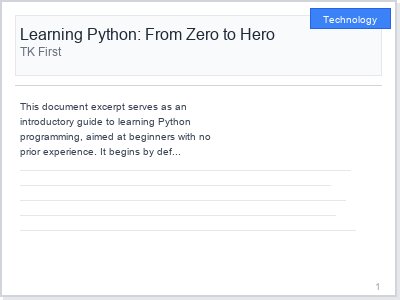 Technology
Learning Python: From Zero to Hero
TK First
This document excerpt serves as an
introductory guide to learning Python
programming, aimed at beginners with no
prior experience. It begins by def...
1